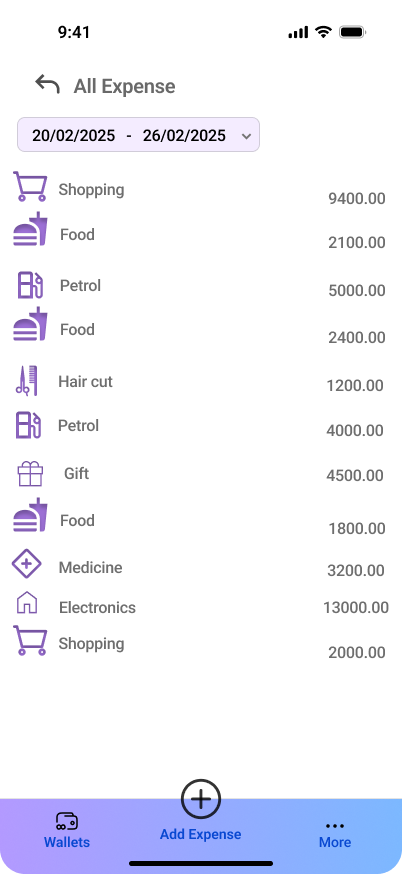 9:41
All Expense
20/02/2025 - 26/02/2025
Shopping 9400.00
Food 2100.00
Petrol 5000.00
Food 2400.00
Hair cut 1200.00
Petrol 4000.00
Gift 4500.00
Food 1800.00
Medicine 3200.00
Electronics 13000.00
Shopping 2000.00
Wallets Add Expense More